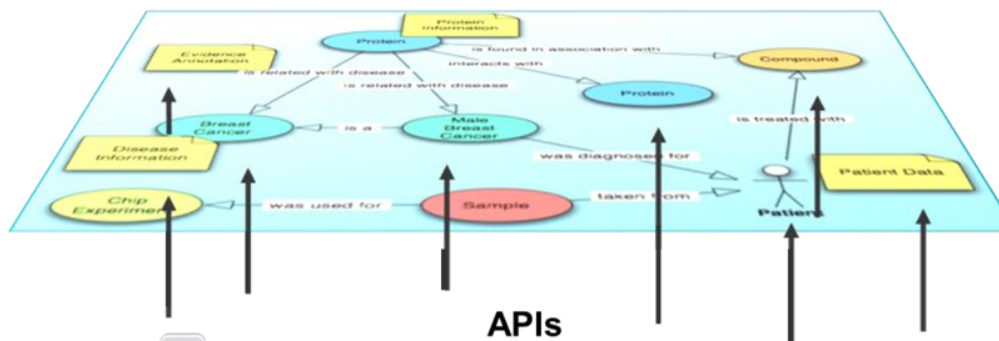 Protein
Information
Protein
Evidence
Annotation
is found in association with
Compound
interacts with
is related with disease
is related with disease
Protein
Breast
Cancer
is a
Male
Breast
Cancer
is treated with
Disease
Information
was diagnosed for
Patient Data
Chip
Experiment
was used for
Sample
taken from
Patient
APIs